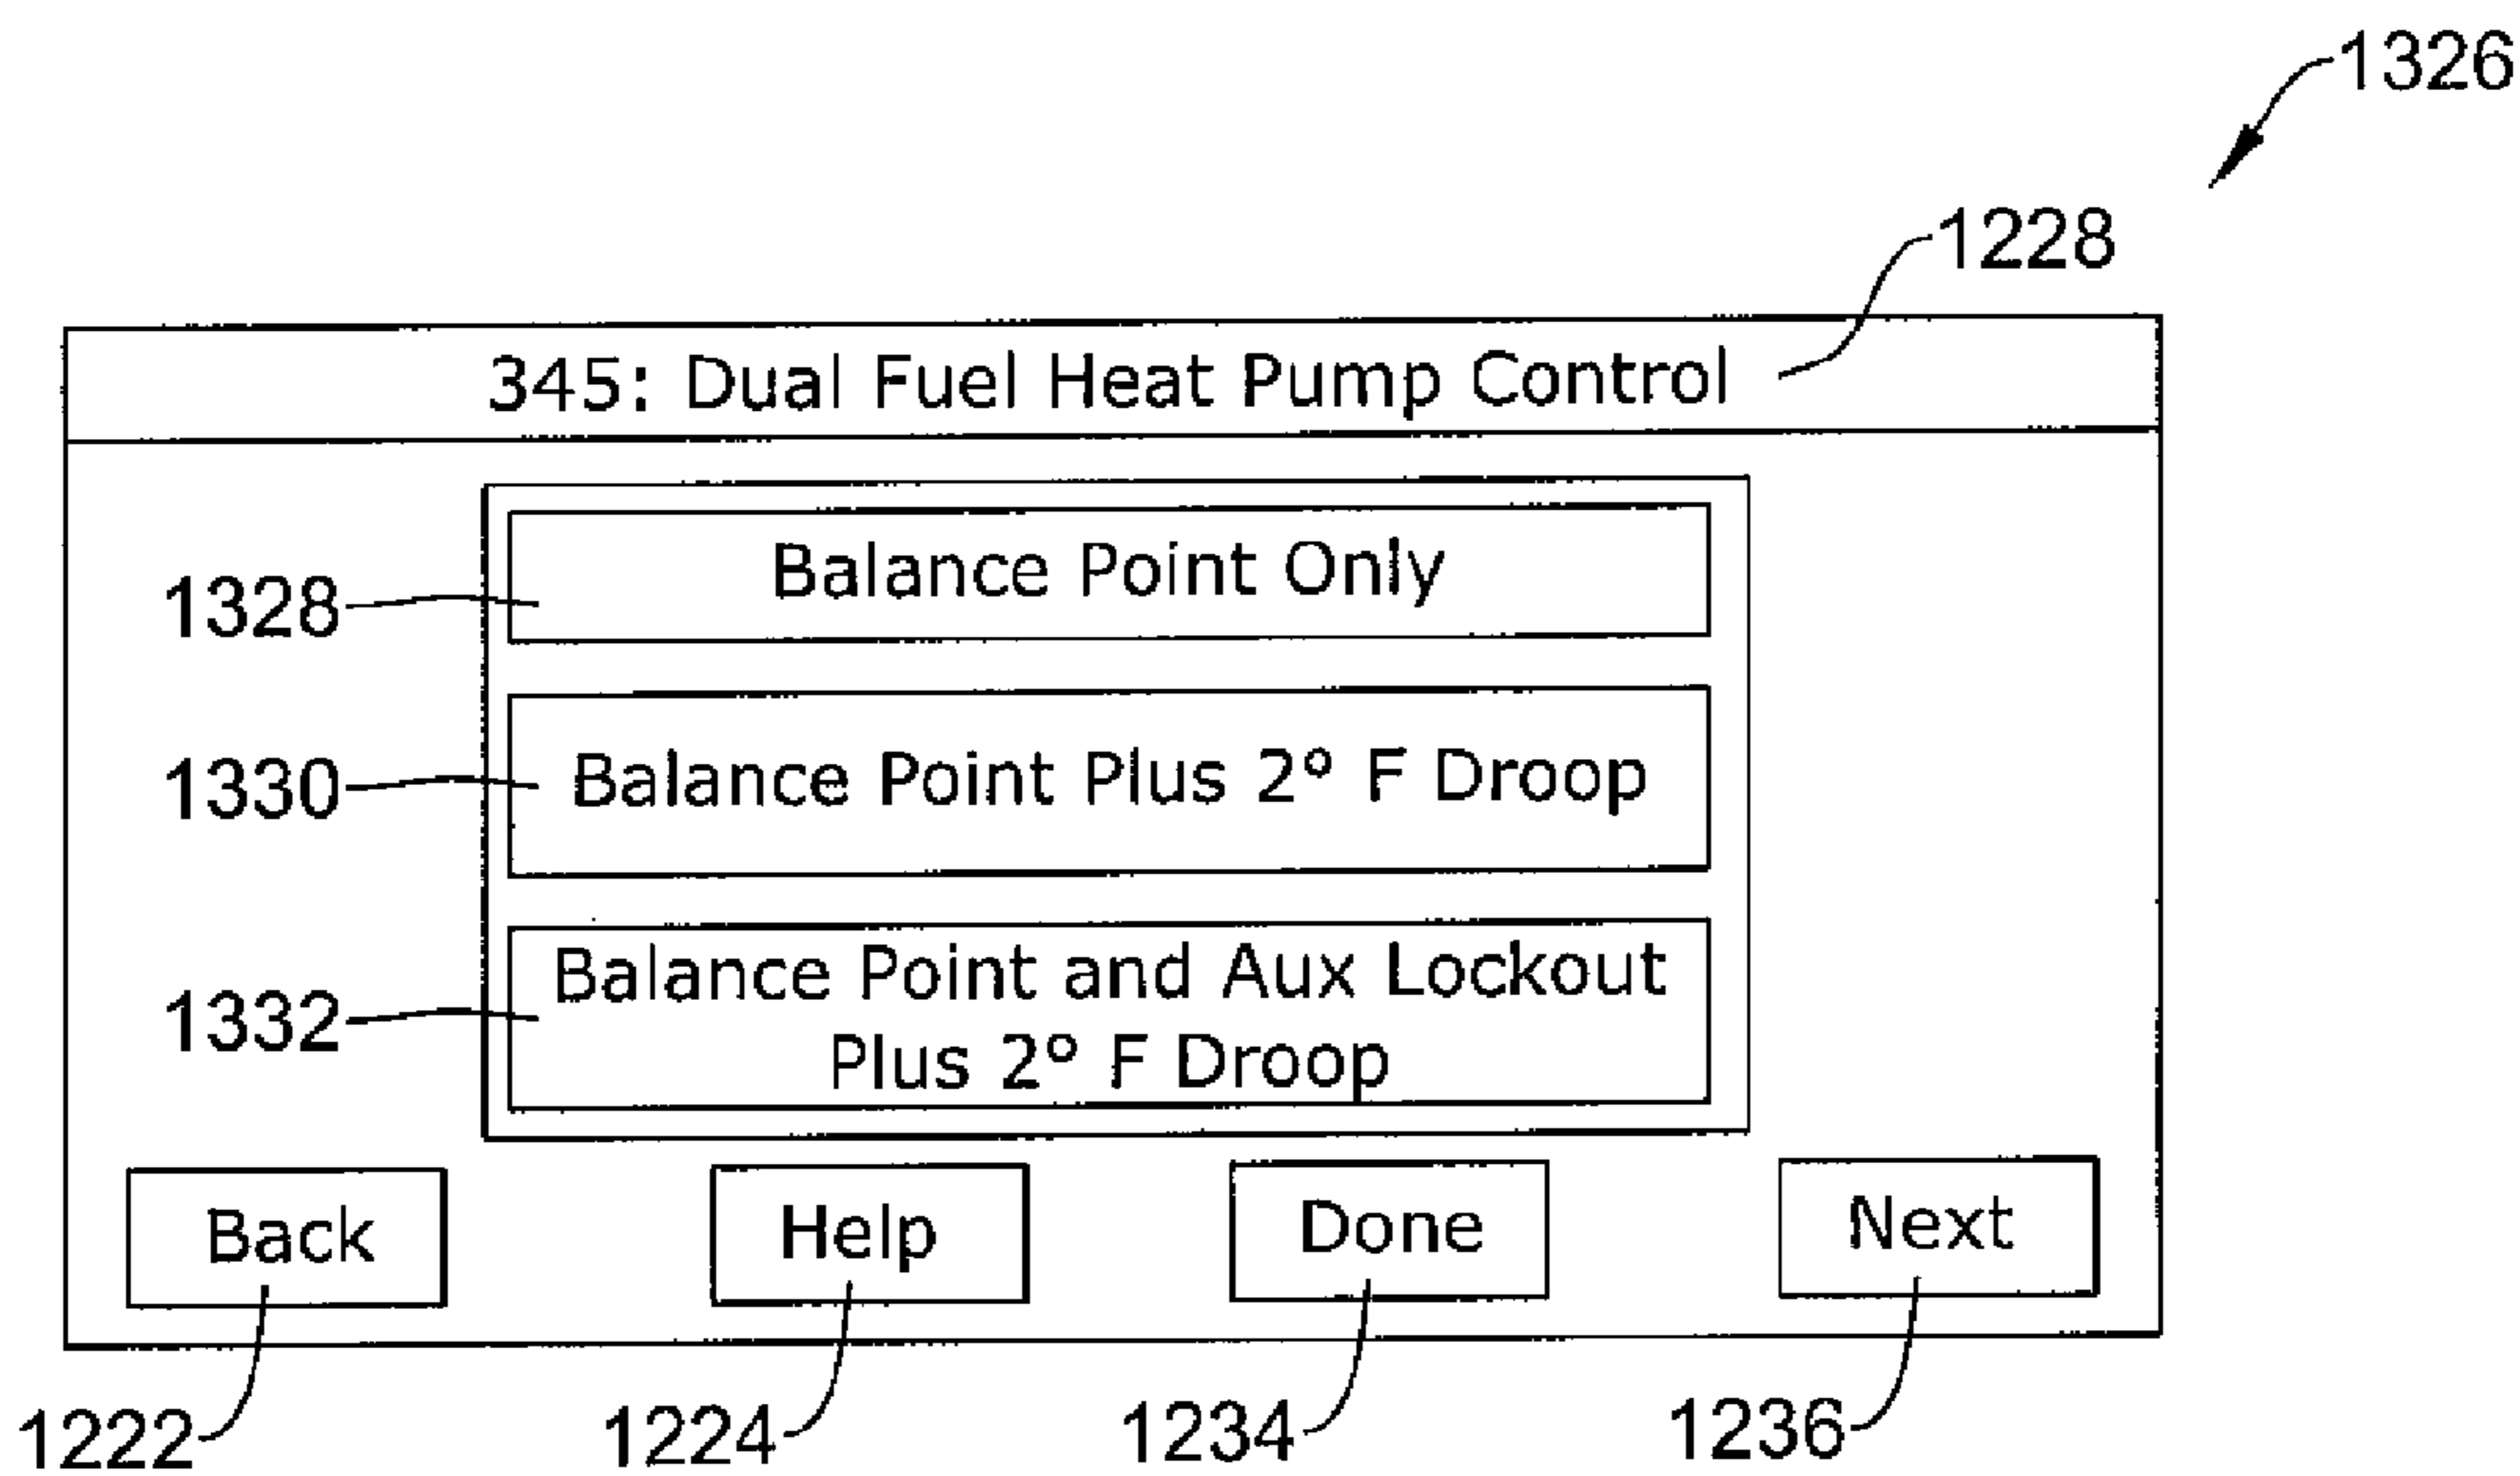 1326
1228
345: Dual Fuel Heat Pump Control
Balance Point Only
1328
Balance Point Plus 2° F Droop
1330
Balance Point and Aux Lockout
1332
Plus 2° F Droop
Back
Help
Done
Next
1222
1224
1234
1236